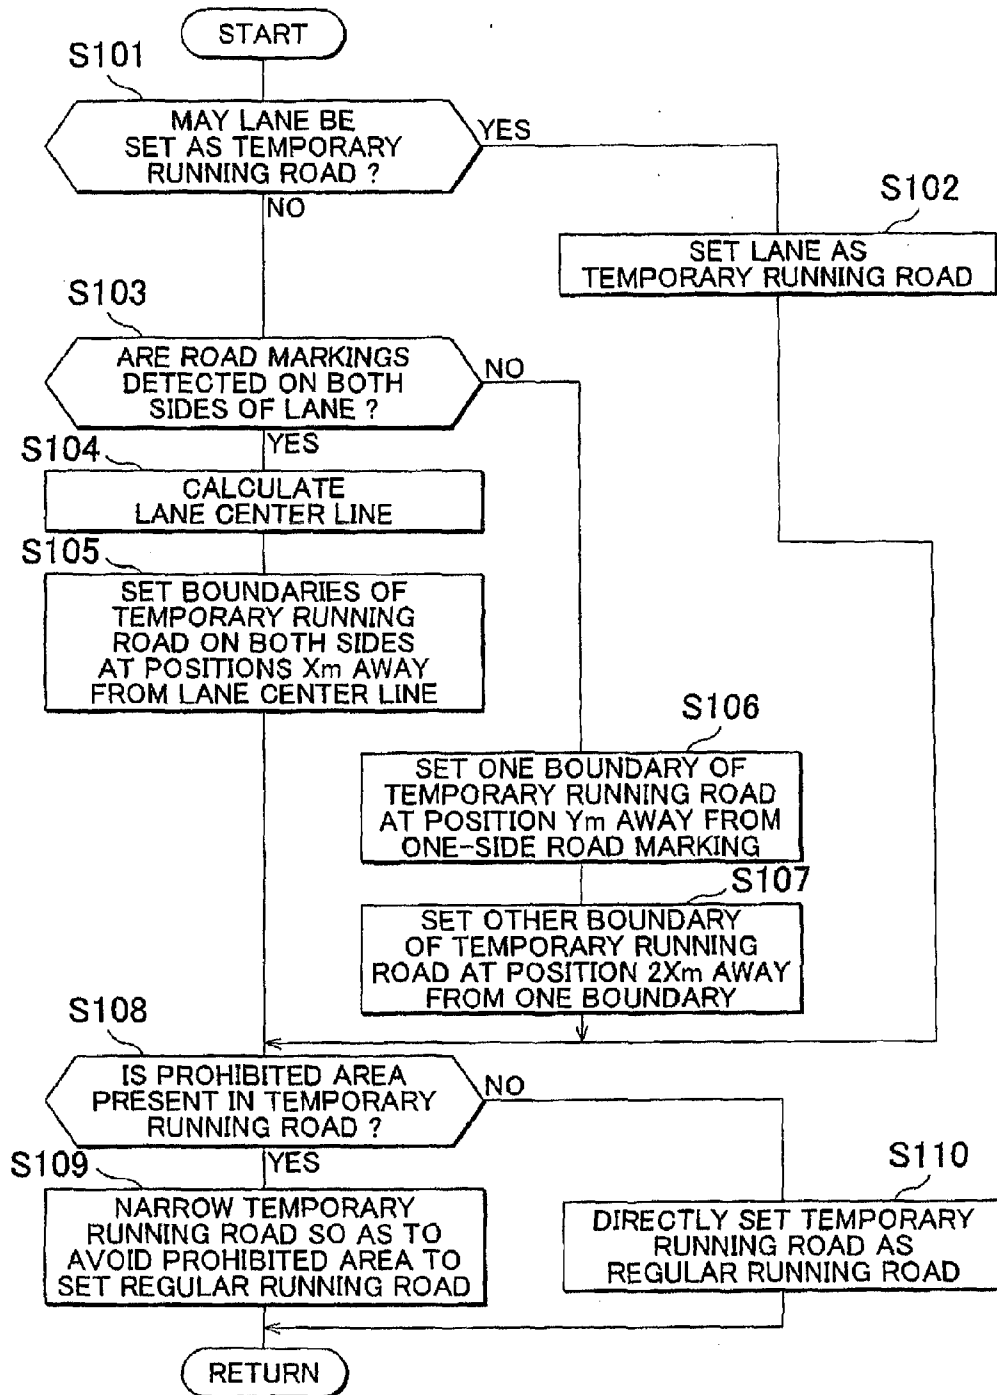 START
S101
MAY LANE BE
SET AS TEMPORARY
RUNNING ROAD ?
YES
NO
S102
SET LANE AS
TEMPORARY RUNNING ROAD
S103
ARE ROAD MARKINGS
DETECTED ON BOTH
SIDES OF LANE ?
NO
YES
S104
CALCULATE
LANE CENTER LINE
S105
SET BOUNDARIES OF
TEMPORARY RUNNING
ROAD ON BOTH SIDES
AT POSITIONS Xm AWAY
FROM LANE CENTER LINE
S106
SET ONE BOUNDARY OF
TEMPORARY RUNNING ROAD
AT POSITION Ym AWAY FROM
ONE-SIDE ROAD MARKING
S107
SET OTHER BOUNDARY
OF TEMPORARY RUNNING
ROAD AT POSITION 2Xm AWAY
FROM ONE BOUNDARY
S108
IS PROHIBITED AREA
PRESENT IN TEMPORARY
RUNNING ROAD ?
NO
YES
S109
NARROW TEMPORARY
RUNNING ROAD SO AS TO
AVOID PROHIBITED AREA TO
SET REGULAR RUNNING ROAD
S110
DIRECTLY SET TEMPORARY
RUNNING ROAD AS
REGULAR RUNNING ROAD
RETURN